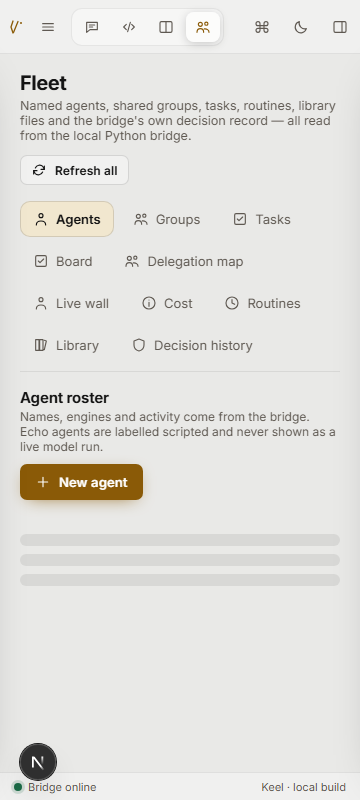 Fleet
Named agents, shared groups, tasks, routines, library
files and the bridge's own decision record — all read
from the local Python bridge.
Refresh all
Agents
Groups
Tasks
Board
Delegation map
Live wall
Cost
Routines
Library
Decision history
Agent roster
Names, engines and activity come from the bridge.
Echo agents are labelled scripted and never shown as a
live model run.
New agent
N
Bridge online
Keel · local build